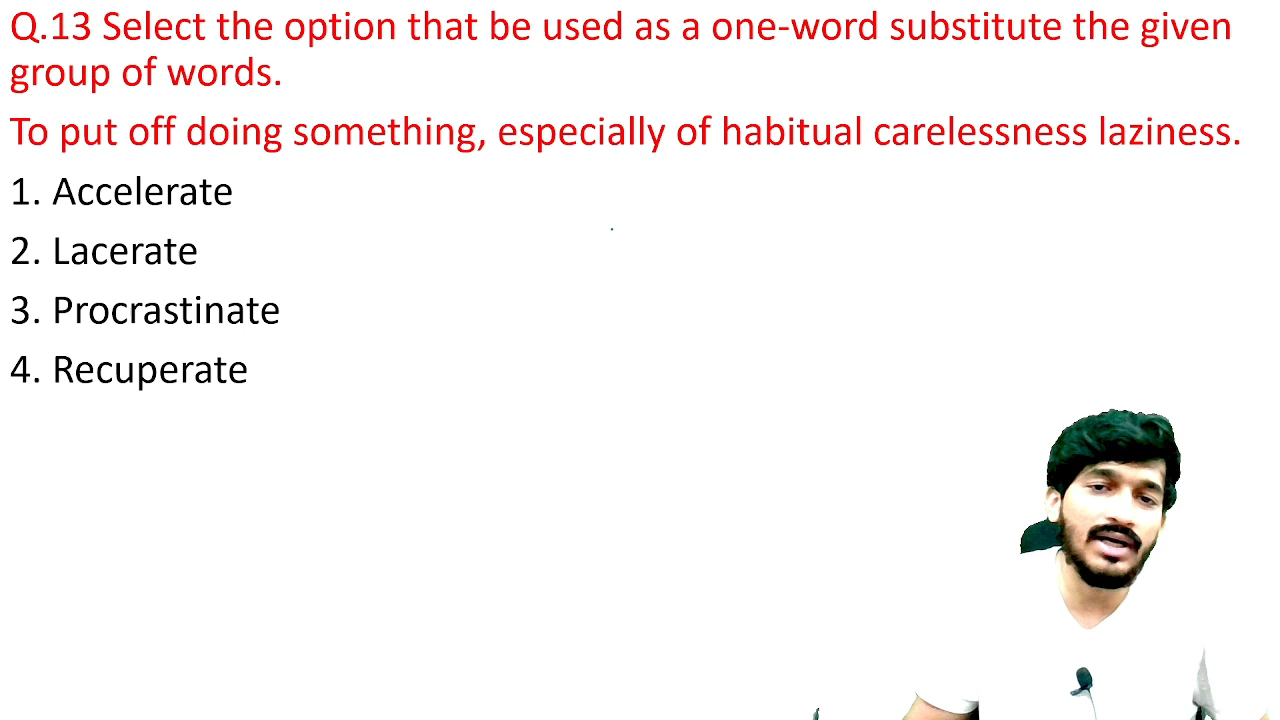 Q.13 Select the option that be used as a one-word substitute the given
group of words.
To put off doing something, especially of habitual carelessness laziness.
1. Accelerate
2. Lacerate
3. Procrastinate
4. Recuperate